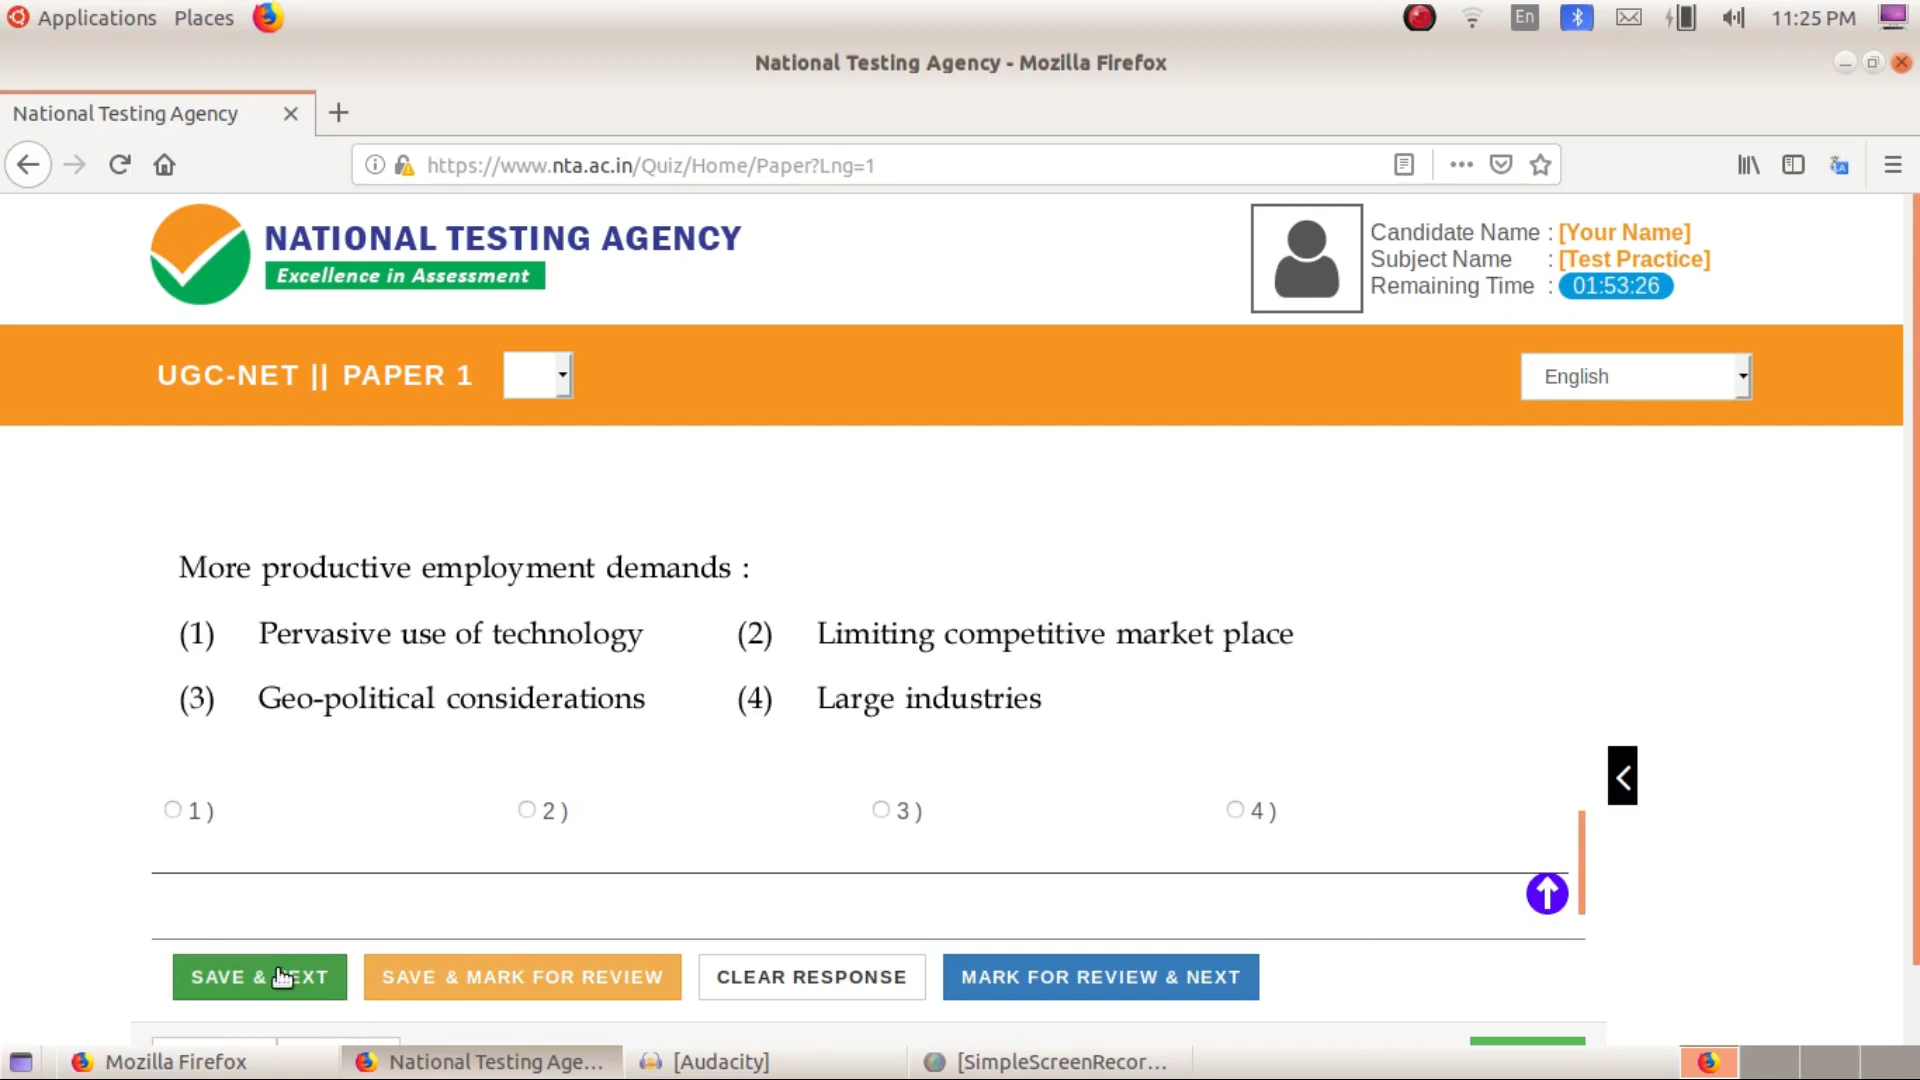 Applications Places En 11:25 PM
National Testing Agency - Mozilla Firefox
National Testing Agency
https://www.nta.ac.in/Quiz/Home/Paper?Lng=1
NATIONAL TESTING AGENCY
Excellence in Assessment
Candidate Name : [Your Name]
Subject Name : [Test Practice]
Remaining Time : 01:53:26
UGC-NET || PAPER 1 English
More productive employment demands :
(1) Pervasive use of technology (2) Limiting competitive market place
(3) Geo-political considerations (4) Large industries
1 ) 2 ) 3 ) 4 )
SAVE & NEXT SAVE & MARK FOR REVIEW CLEAR RESPONSE MARK FOR REVIEW & NEXT
Mozilla Firefox National Testing Age... [Audacity] [SimpleScreenRecor...